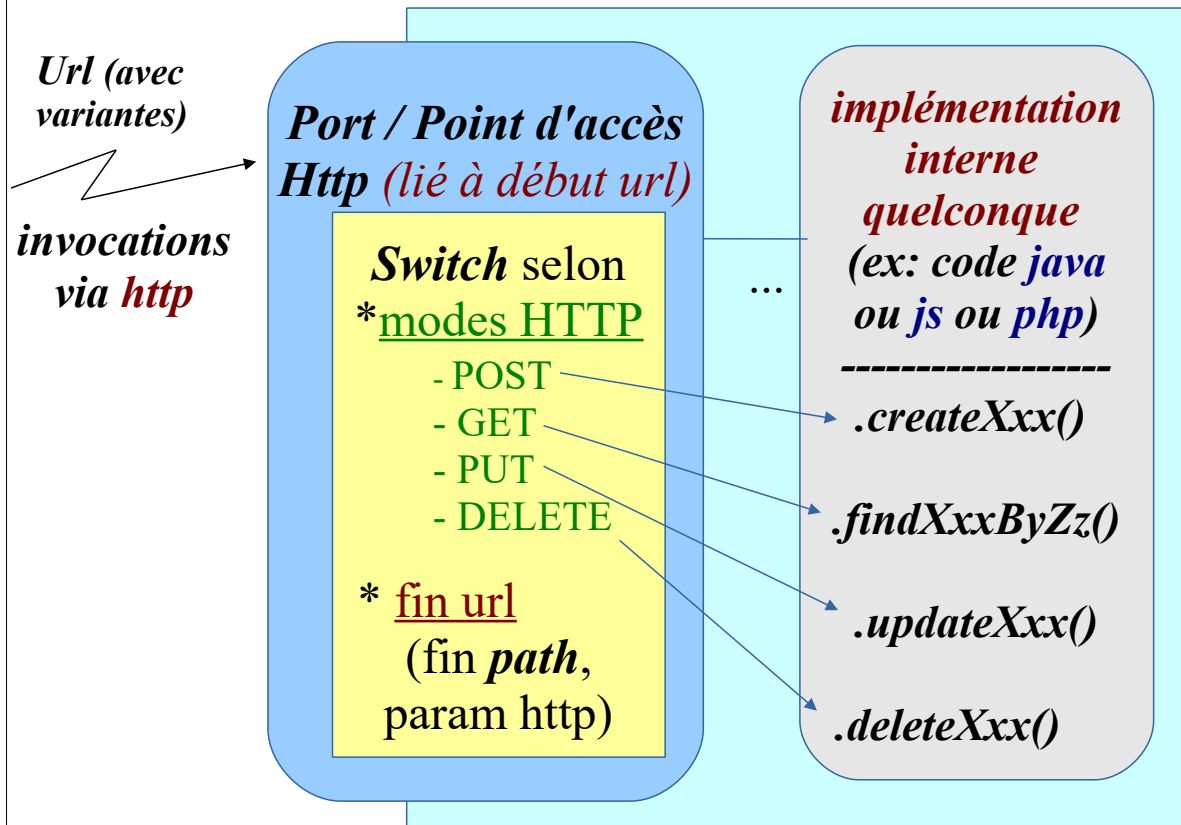 Url (avec
variantes)
invocations
via http
Port / Point d'accès
Http (lié à début url)
Switch selon
*modes HTTP
- POST
- GET
- PUT
- DELETE
* fin url
(fin path,
param http)
...
implémentation
interne
quelconque
(ex: code java
ou js ou php)
------------------
.createXxx()
.findXxxByZz()
.updateXxx()
.deleteXxx()